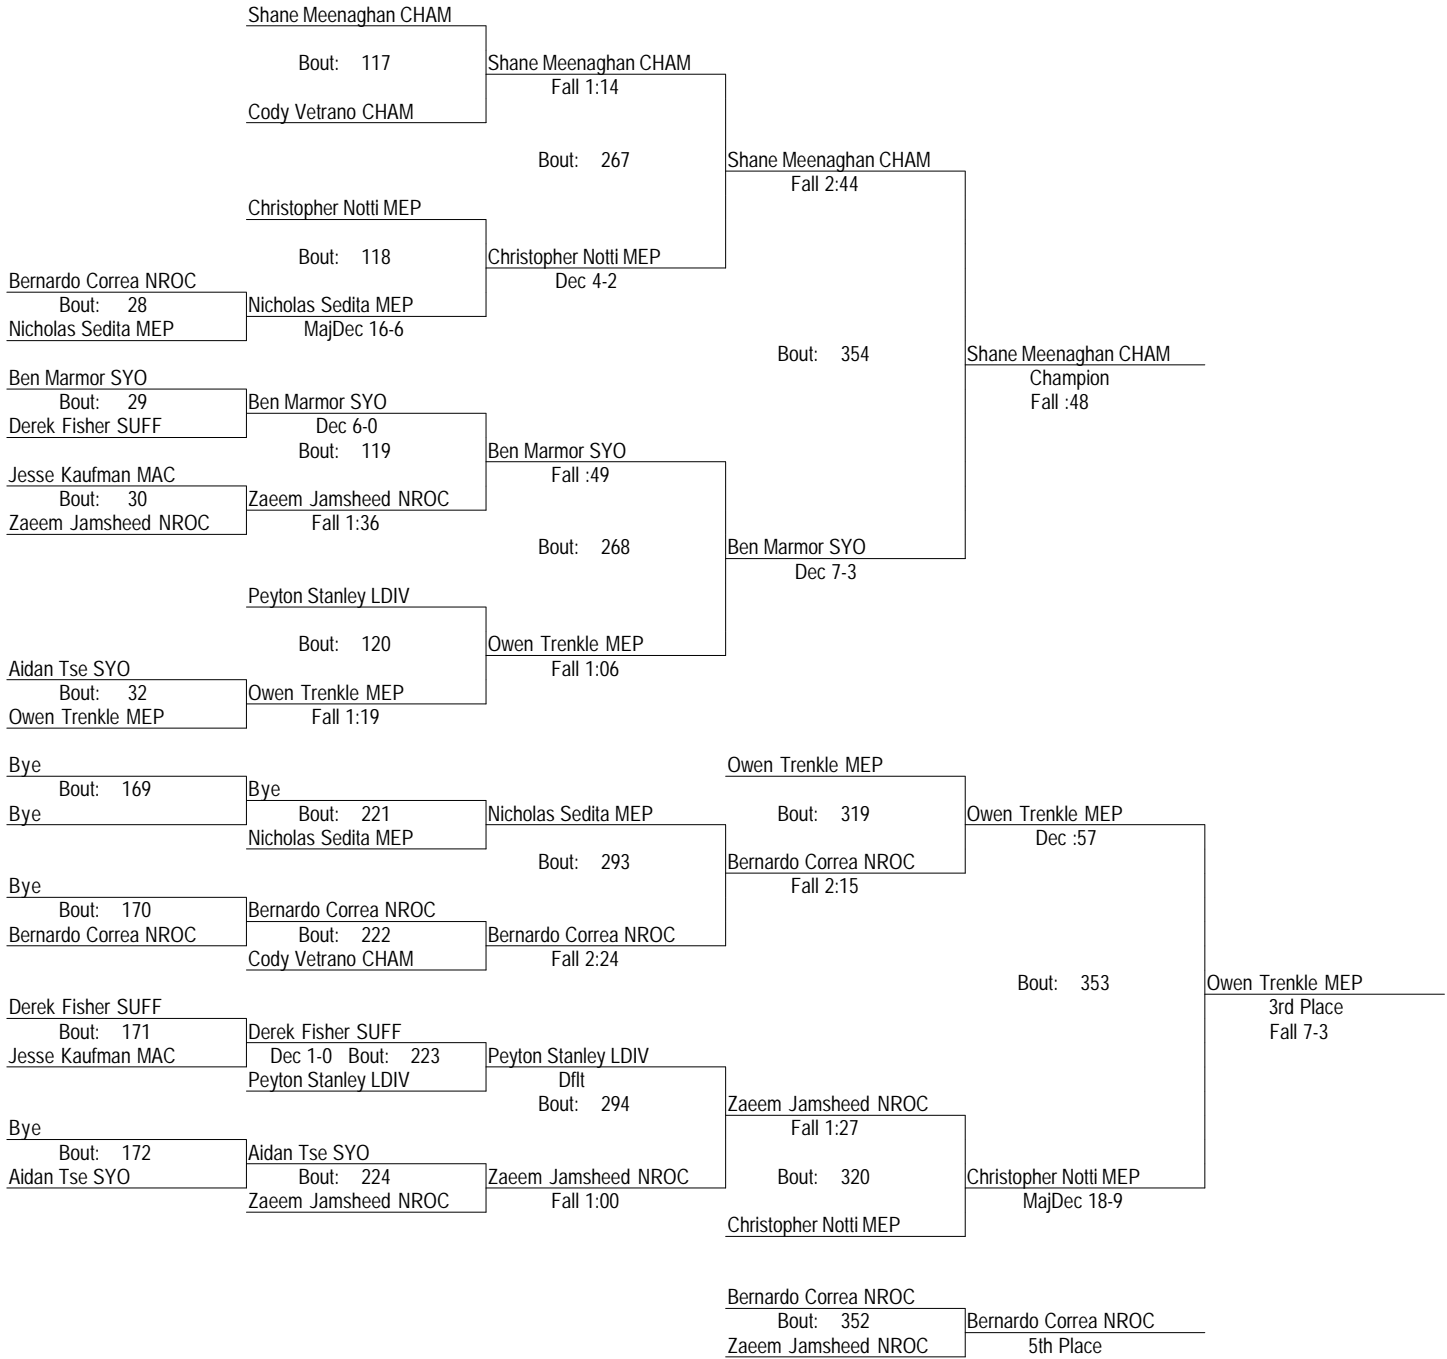 Shane Meenaghan CHAM
Bout: 117
Shane Meenaghan CHAM
Fall 1:14
Cody Vetrano CHAM
Bout: 267
Shane Meenaghan CHAM
Fall 2:44
Christopher Notti MEP
Bout: 118
Christopher Notti MEP
Dec 4-2
Bernardo Correa NROC
Bout: 28
Nicholas Sedita MEP
Nicholas Sedita MEP
MajDec 16-6
Bout: 354
Shane Meenaghan CHAM
Champion
Fall :48
Ben Marmor SYO
Bout: 29
Derek Fisher SUFF
Ben Marmor SYO
Dec 6-0
Bout: 119
Ben Marmor SYO
Fall :49
Jesse Kaufman MAC
Bout: 30
Zaeem Jamsheed NROC
Zaeem Jamsheed NROC
Fall 1:36
Bout: 268
Ben Marmor SYO
Dec 7-3
Peyton Stanley LDIV
Bout: 120
Owen Trenkle MEP
Fall 1:06
Aidan Tse SYO
Bout: 32
Owen Trenkle MEP
Owen Trenkle MEP
Fall 1:19
Bye
Bout: 169
Bye
Bye
Bout: 221
Nicholas Sedita MEP
Nicholas Sedita MEP
Bout: 293
Owen Trenkle MEP
Bout: 319
Bernardo Correa NROC
Fall 2:15
Owen Trenkle MEP
Dec :57
Bye
Bout: 170
Bernardo Correa NROC
Bernardo Correa NROC
Bout: 222
Cody Vetrano CHAM
Bernardo Correa NROC
Fall 2:24
Bout: 353
Owen Trenkle MEP
3rd Place
Fall 7-3
Derek Fisher SUFF
Bout: 171
Jesse Kaufman MAC
Derek Fisher SUFF
Dec 1-0 Bout: 223
Peyton Stanley LDIV
Peyton Stanley LDIV
Dflt
Bout: 294
Zaeem Jamsheed NROC
Fall 1:27
Bye
Bout: 172
Aidan Tse SYO
Aidan Tse SYO
Bout: 224
Zaeem Jamsheed NROC
Zaeem Jamsheed NROC
Fall 1:00
Bout: 320
Christopher Notti MEP
Christopher Notti MEP
MajDec 18-9
Bernardo Correa NROC
Bout: 352
Zaeem Jamsheed NROC
Bernardo Correa NROC
5th Place